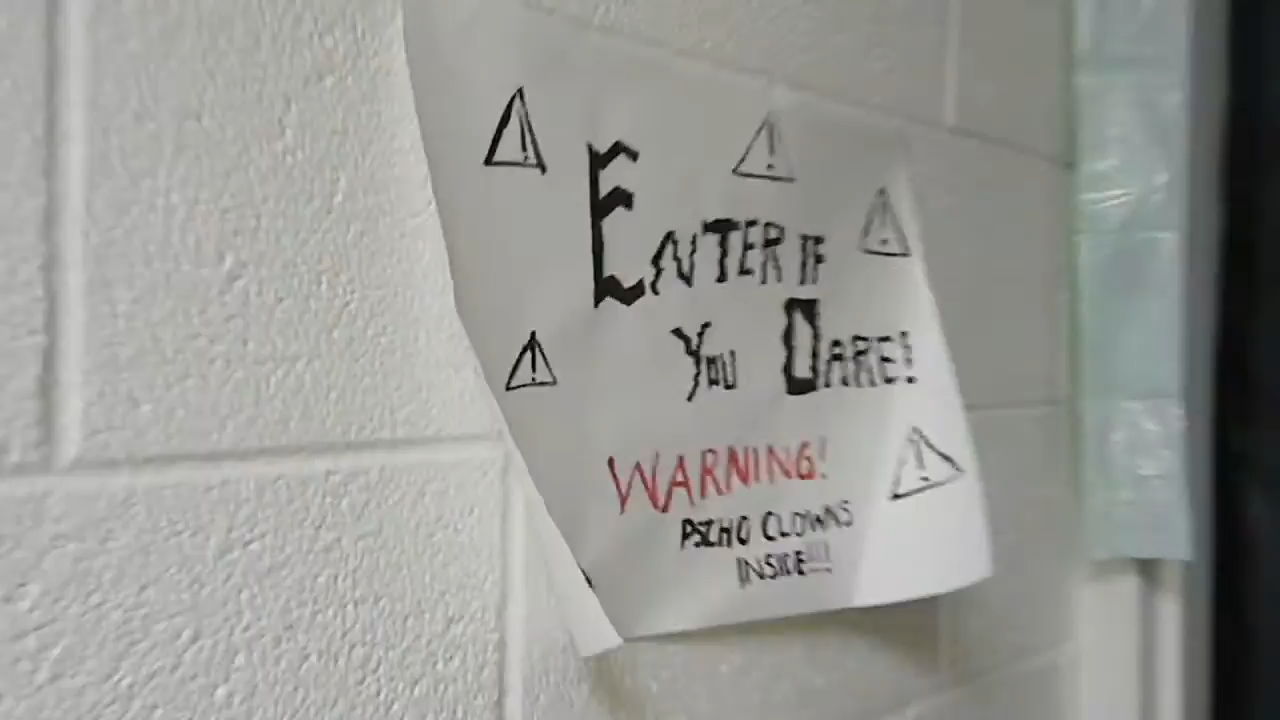 ENTER IF
YOU DARE!
WARNING!
PSCHO CLOWNS
INSIDE!!!